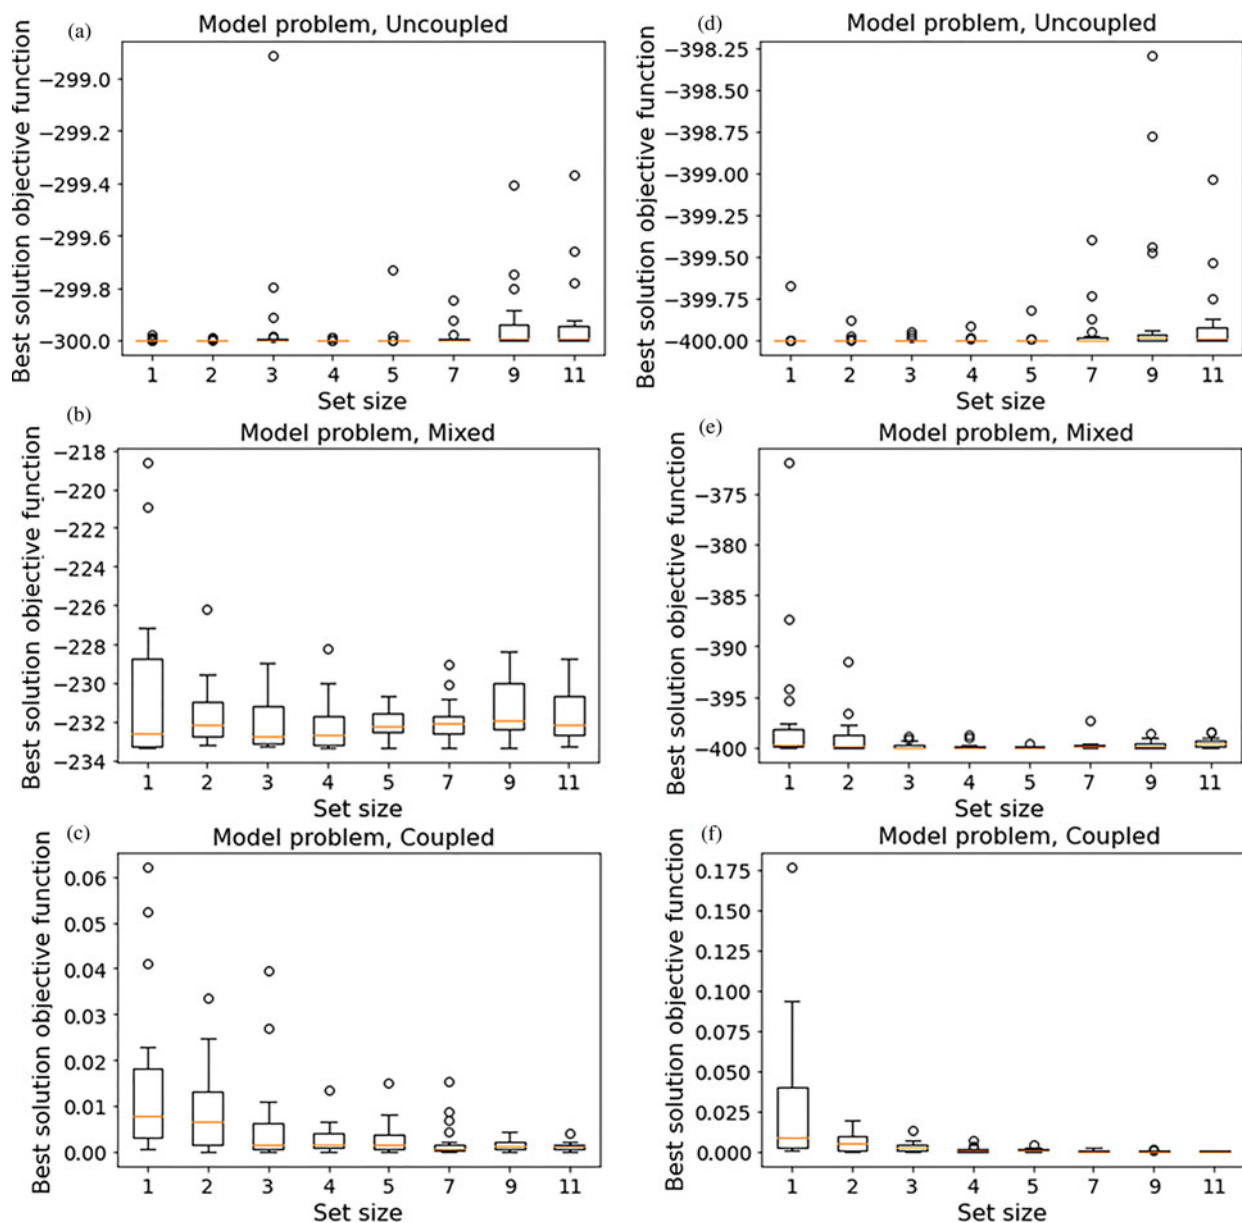 (a)
Model problem, Uncoupled
Best solution objective function
−299.0
−299.2
−299.4
−299.6
−299.8
−300.0
1 2 3 4 5 7 9 11
Set size
(d)
Model problem, Uncoupled
Best solution objective function
−398.25
−398.50
−398.75
−399.00
−399.25
−399.50
−399.75
−400.00
1 2 3 4 5 7 9 11
Set size
(b)
Model problem, Mixed
Best solution objective function
−218
−220
−222
−224
−226
−228
−230
−232
−234
1 2 3 4 5 7 9 11
Set size
(e)
Model problem, Mixed
Best solution objective function
−375
−380
−385
−390
−395
−400
1 2 3 4 5 7 9 11
Set size
(c)
Model problem, Coupled
Best solution objective function
0.06
0.05
0.04
0.03
0.02
0.01
0.00
1 2 3 4 5 7 9 11
Set size
(f)
Model problem, Coupled
Best solution objective function
0.175
0.150
0.125
0.100
0.075
0.050
0.025
0.000
1 2 3 4 5 7 9 11
Set size